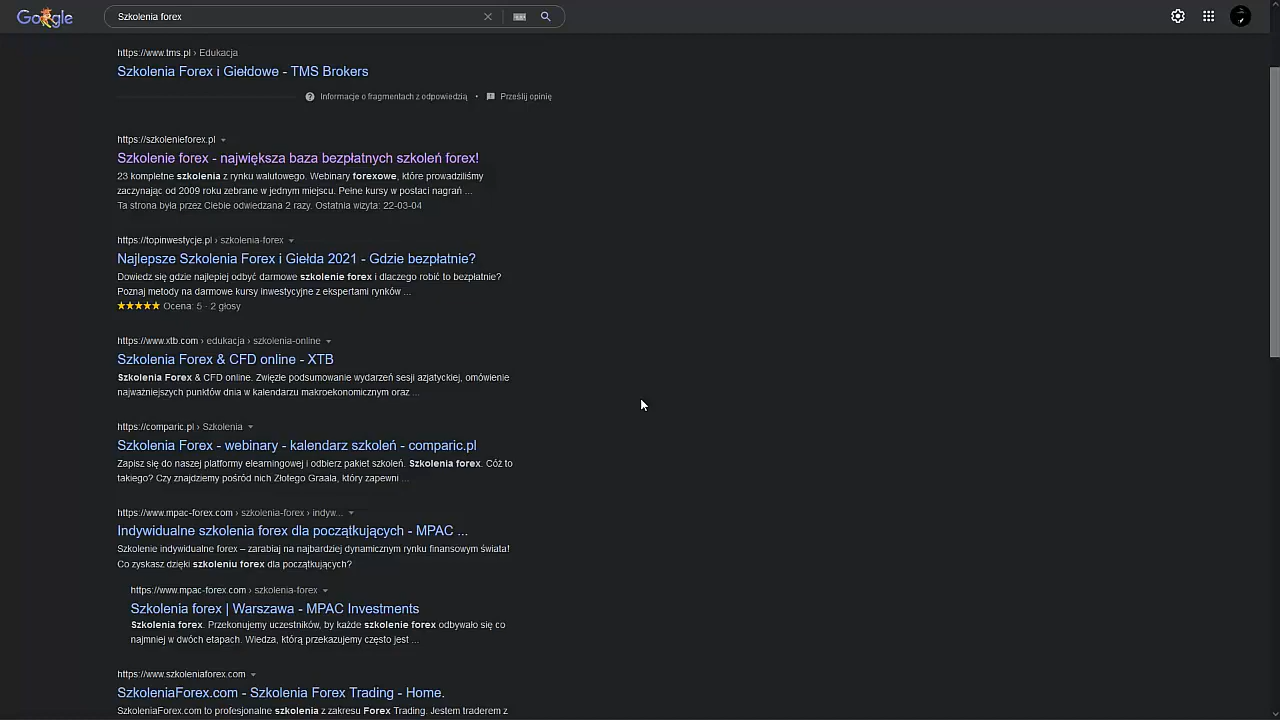 Google
Szkolenia forex
https://www.tms.pl › Edukacja
Szkolenia Forex i Giełdowe - TMS Brokers
Informacje o fragmentach z odpowiedzią • Prześlij opinię
https://szkolenieforex.pl
Szkolenie forex - największa baza bezpłatnych szkoleń forex!
23 kompletne szkolenia z rynku walutowego. Webinary forexowe, które prowadziliśmy
zaczynając od 2009 roku zebrane w jednym miejscu. Pełne kursy w postaci nagrań ...
Ta strona była przez Ciebie odwiedzana 2 razy. Ostatnia wizyta: 22-03-04
https://topinwestycje.pl › szkolenia-forex
Najlepsze Szkolenia Forex i Giełda 2021 - Gdzie bezpłatnie?
Dowiedz się gdzie najlepiej odbyć darmowe szkolenie forex i dlaczego robić to bezpłatnie?
Poznaj metody na darmowe kursy inwestycyjne z ekspertami rynków ...
Ocena: 5 · 2 głosy
https://www.xtb.com › edukacja › szkolenia-online
Szkolenia Forex & CFD online - XTB
Szkolenia Forex & CFD online. Zwięzłe podsumowanie wydarzeń sesji azjatyckiej, omówienie
najważniejszych punktów dnia w kalendarzu makroekonomicznym oraz ...
https://comparic.pl › Szkolenia
Szkolenia Forex - webinary - kalendarz szkoleń - comparic.pl
Zapisz się do naszej platformy elearningowej i odbierz pakiet szkoleń. Szkolenia forex. Cóż to
takiego? Czy znajdziemy pośród nich Złotego Graala, który zapewni ...
https://www.mpac-forex.com › szkolenia-forex › indyw...
Indywidualne szkolenia forex dla początkujących - MPAC ...
Szkolenie indywidualne forex – zarabiaj na najbardziej dynamicznym rynku finansowym świata!
Co zyskasz dzięki szkoleniu forex dla początkujących?
https://www.mpac-forex.com › szkolenia-forex
Szkolenia forex | Warszawa - MPAC Investments
Szkolenia forex. Przekonujemy uczestników, by każde szkolenie forex odbywało się co
najmniej w dwóch etapach. Wiedza, którą przekazujemy często jest ...
https://www.szkoleniaforex.com
SzkoleniaForex.com - Szkolenia Forex Trading - Home.
SzkoleniaForex.com to profesjonalne szkolenia z zakresu Forex Trading. Jestem traderem z